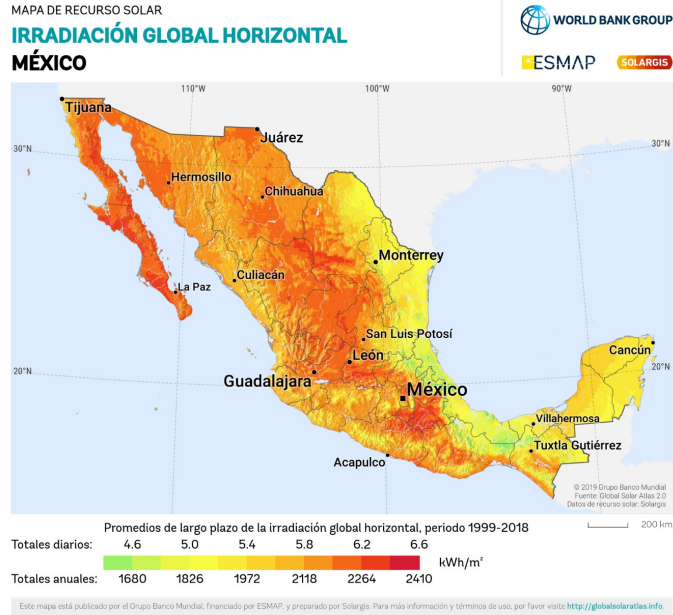 MAPA DE RECURSO SOLAR
IRRADIACIÓN GLOBAL HORIZONTAL
MÉXICO
WORLD BANK GROUP
ESMAP
SOLARGIS
110°W
100°W
90°W
30°N
30°N
20°N
20°N
Tijuana
Juárez
Hermosillo
Chihuahua
Monterrey
Culiacán
La Paz
San Luis Potosí
León
Guadalajara
México
Cancún
Villahermosa
Tuxtla Gutiérrez
Acapulco
© 2019 Grupo Banco Mundial
Fuente: Global Solar Atlas 2.0
Datos de recurso solar: Solargis
200 km
Promedios de largo plazo de la irradiación global horizontal, periodo 1999-2018
Totales diarios: 4.6 5.0 5.4 5.8 6.2 6.6
kWh/m²
Totales anuales: 1680 1826 1972 2118 2264 2410
Este mapa está publicado por el Grupo Banco Mundial, financiado por ESMAP, y preparado por Solargis. Para más información y términos de uso, por favor visite http://globalsolaratlas.info.